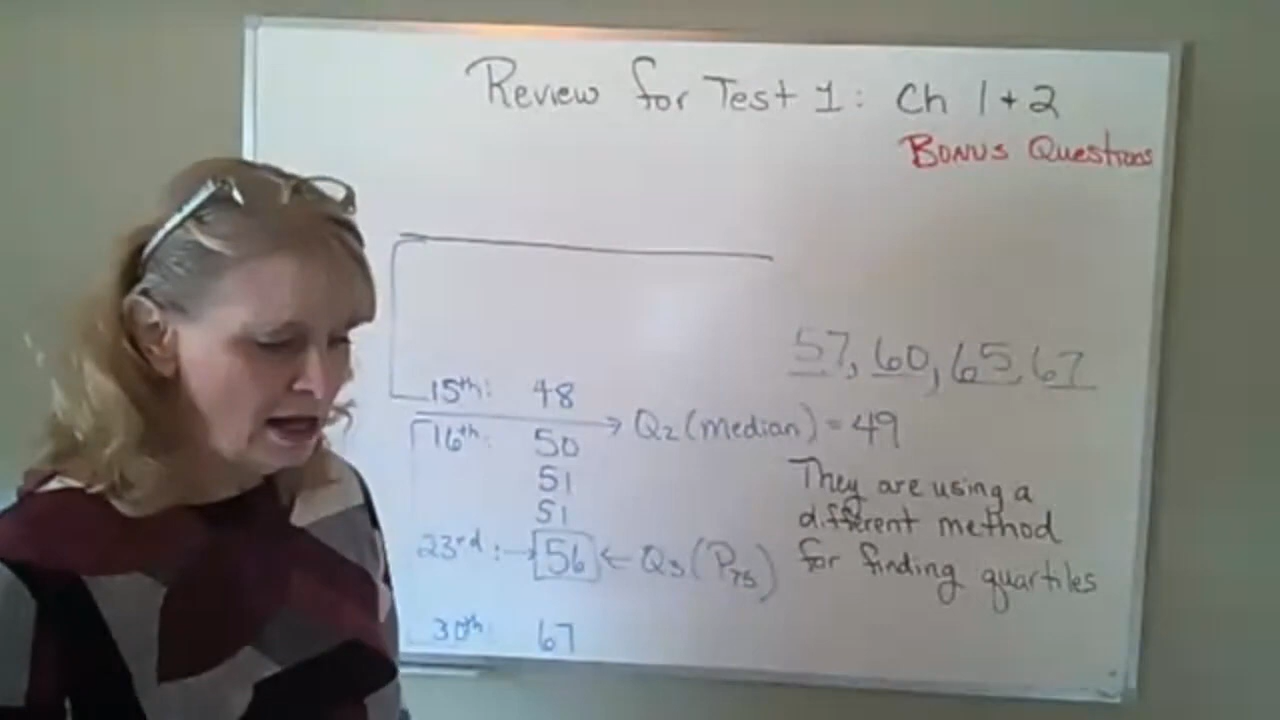 Review for Test 1: Ch 1 + 2
Bonus Questions
57, 60, 65, 67
15th: 48
→ Q2 (median) = 49
16th: 50
51
51
They are using a
different method
for finding quartiles
23rd: → 56 ← Q3 (P75)
30th: 67